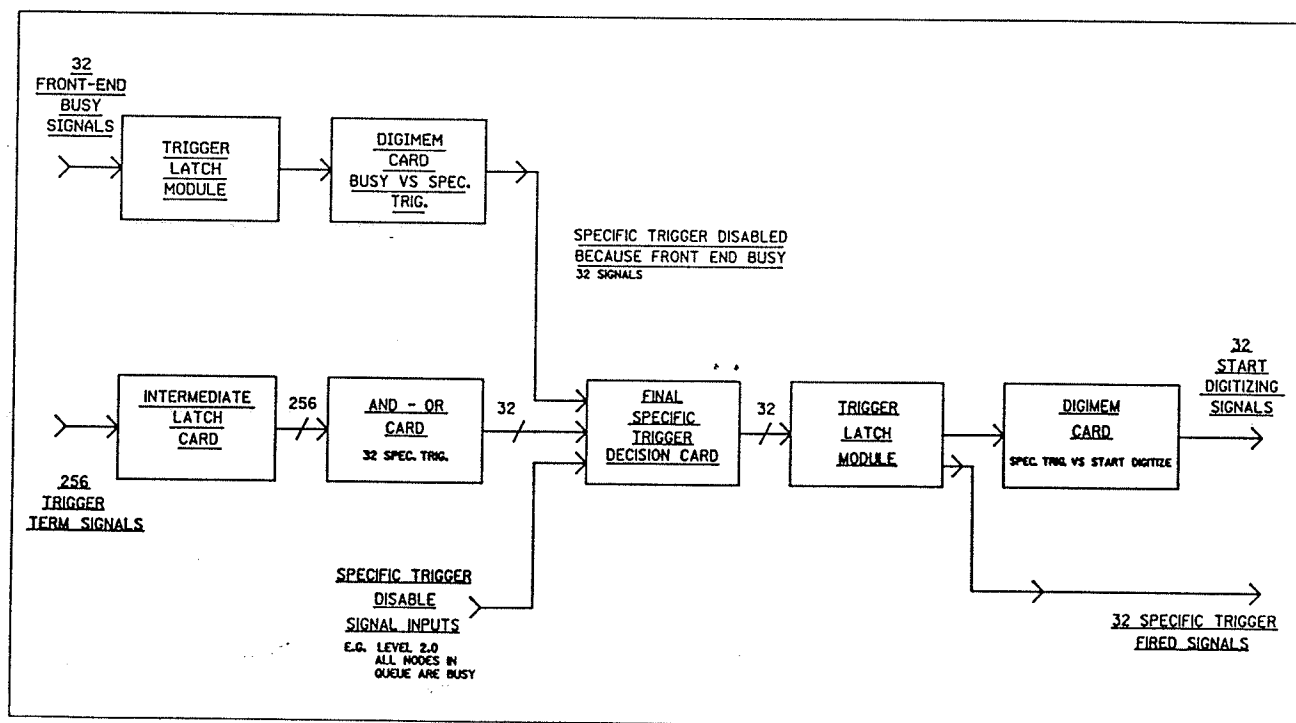 32
FRONT-END
BUSY
SIGNALS
TRIGGER
LATCH
MODULE
DIGIMEM
CARD
BUSY VS SPEC.
TRIG.
SPECIFIC TRIGGER DISABLED
BECAUSE FRONT END BUSY
32 SIGNALS
256
TRIGGER
TERM SIGNALS
INTERMEDIATE
LATCH
CARD
256
AND - OR
CARD
32 SPEC. TRIG.
32
FINAL
SPECIFIC
TRIGGER
DECISION CARD
32
TRIGGER
LATCH
MODULE
DIGIMEM
CARD
SPEC. TRIG. VS START DIGITIZE
32
START
DIGITIZING
SIGNALS
SPECIFIC TRIGGER
DISABLE
SIGNAL INPUTS
E.G. LEVEL 2.0
ALL NODES IN
QUEUE ARE BUSY
32 SPECIFIC TRIGGER
FIRED SIGNALS